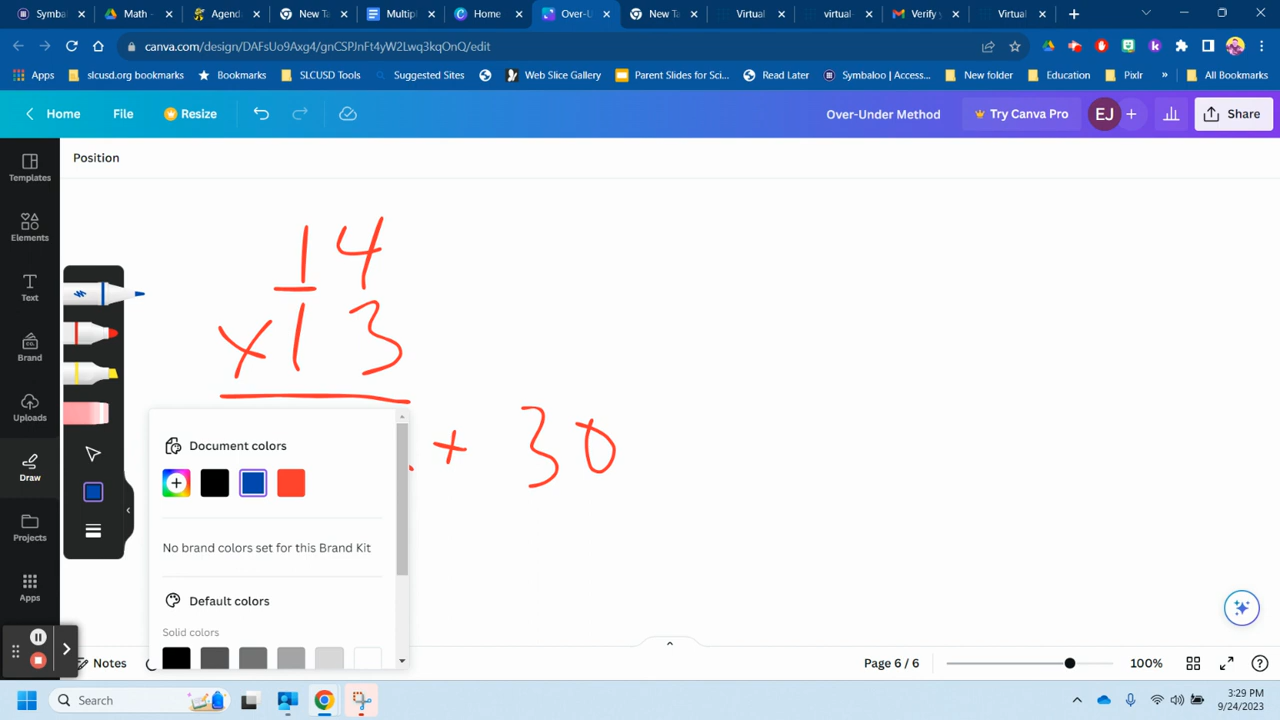 Symbal
Math -
Agenda
New Ta
Multipl
Home
Over-U
New Ta
Virtual
virtual
Verify y
Virtual
canva.com/design/DAFsUo9Axg4/gnCSPJnFt4yW2Lwq3kqOnQ/edit
Apps
slcusd.org bookmarks
Bookmarks
SLCUSD Tools
Suggested Sites
Web Slice Gallery
Parent Slides for Sci...
Read Later
Symbaloo | Access...
New folder
Education
Pixlr
»
All Bookmarks
Home
File
Resize
Over-Under Method
Try Canva Pro
EJ
+
Share
Position
Templates
Elements
Text
Brand
Uploads
Draw
Projects
Apps
14
x13
+ 30
Document colors
No brand colors set for this Brand Kit
Default colors
Solid colors
Notes
Page 6 / 6
100%
Search
3:29 PM
9/24/2023